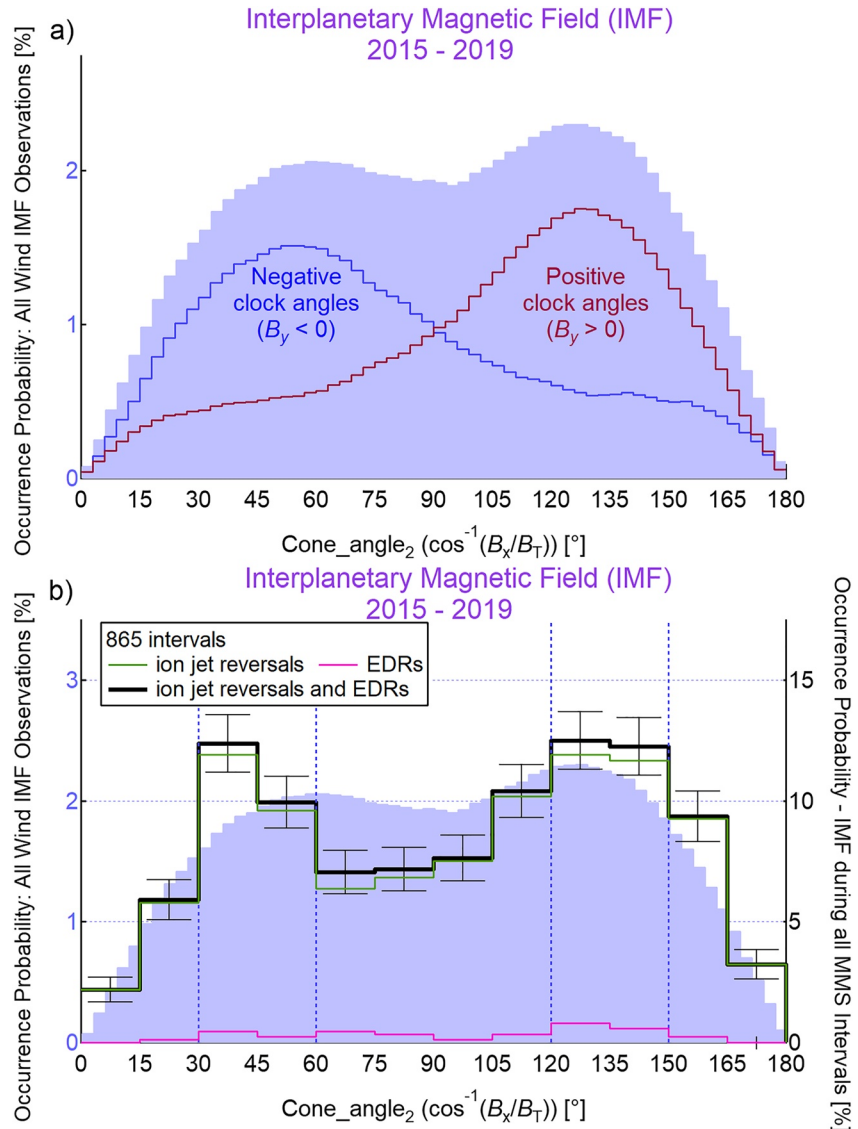 a)
Interplanetary Magnetic Field (IMF)
2015 - 2019
Occurrence Probability: All Wind IMF Observations [%]
2
1
0
Negative
clock angles
(By < 0)
Positive
clock angles
(By > 0)
0 15 30 45 60 75 90 105 120 135 150 165 180
Cone_angle₂ (cos⁻¹(Bx/BT)) [°]
b)
Interplanetary Magnetic Field (IMF)
2015 - 2019
Occurrence Probability: All Wind IMF Observations [%]
3
2
1
0
865 intervals
ion jet reversals EDRs
ion jet reversals and EDRs
15
10
5
0
Occurrence Probability - IMF during all MMS Intervals [%]
0 15 30 45 60 75 90 105 120 135 150 165 180
Cone_angle₂ (cos⁻¹(Bx/BT)) [°]